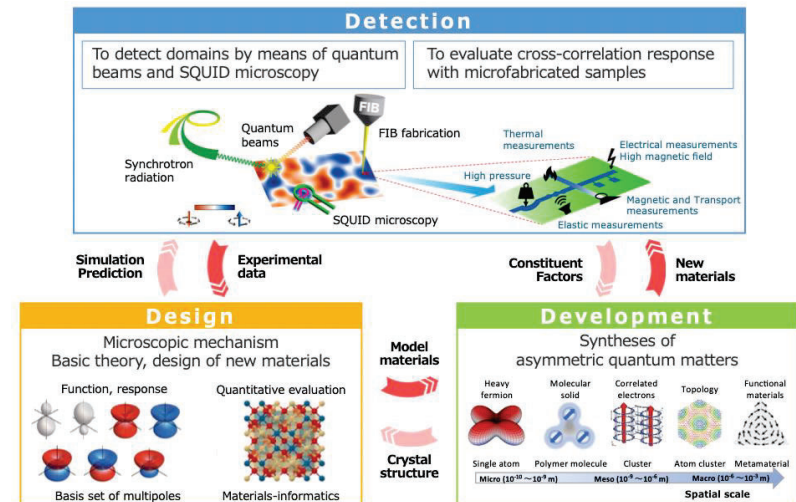 Detection
To detect domains by means of quantum
beams and SQUID microscopy
To evaluate cross-correlation response
with microfabricated samples
FIB
Quantum
beams
FIB fabrication
Synchrotron
radiation
SQUID microscopy
Thermal
measurements
Electrical measurements
High magnetic field
High pressure
Magnetic and Transport
measurements
Elastic measurements
Simulation
Prediction
Experimental
data
Constituent
Factors
New
materials
Design
Microscopic mechanism
Basic theory, design of new materials
Function, response
Quantitative evaluation
Basis set of multipoles
Materials-informatics
Model
materials
Crystal
structure
Development
Syntheses of
asymmetric quantum matters
Heavy
fermion
Molecular
solid
Correlated
electrons
Topology
Functional
materials
Single atom
Polymer molecule
Cluster
Atom cluster
Metamaterial
Micro (10⁻¹⁰～10⁻⁹ m)
Meso (10⁻⁹～10⁻⁶ m)
Macro (10⁻⁶～10⁻³ m)
Spatial scale